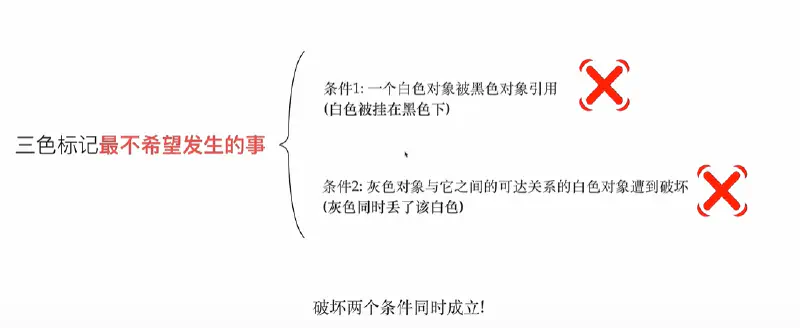 条件1: 一个白色对象被黑色对象引用
(白色被挂在黑色下)
三色标记最不希望发生的事
条件2: 灰色对象与它之间的可达关系的白色对象遭到破坏
(灰色同时丢了该白色)
破坏两个条件同时成立!